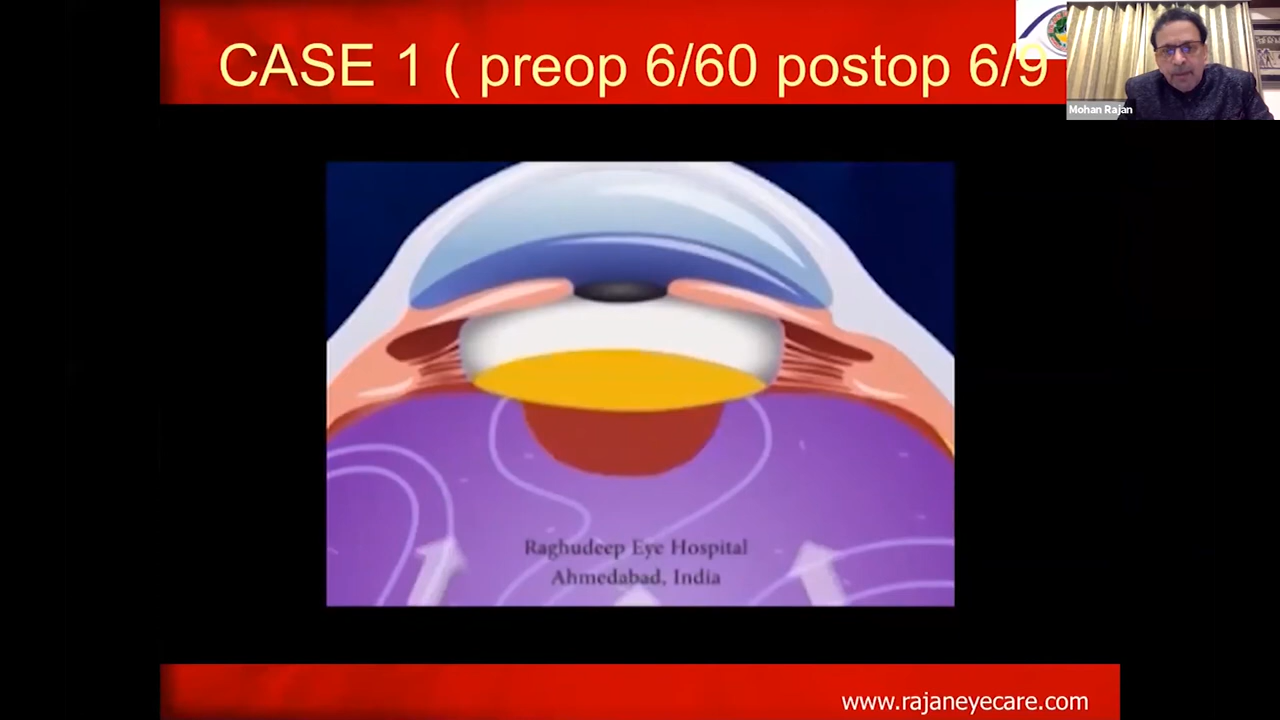 CASE 1 ( preop 6/60 postop 6/9
Mohan Rajan
Raghudeep Eye Hospital
Ahmedabad, India
www.rajaneyecare.com